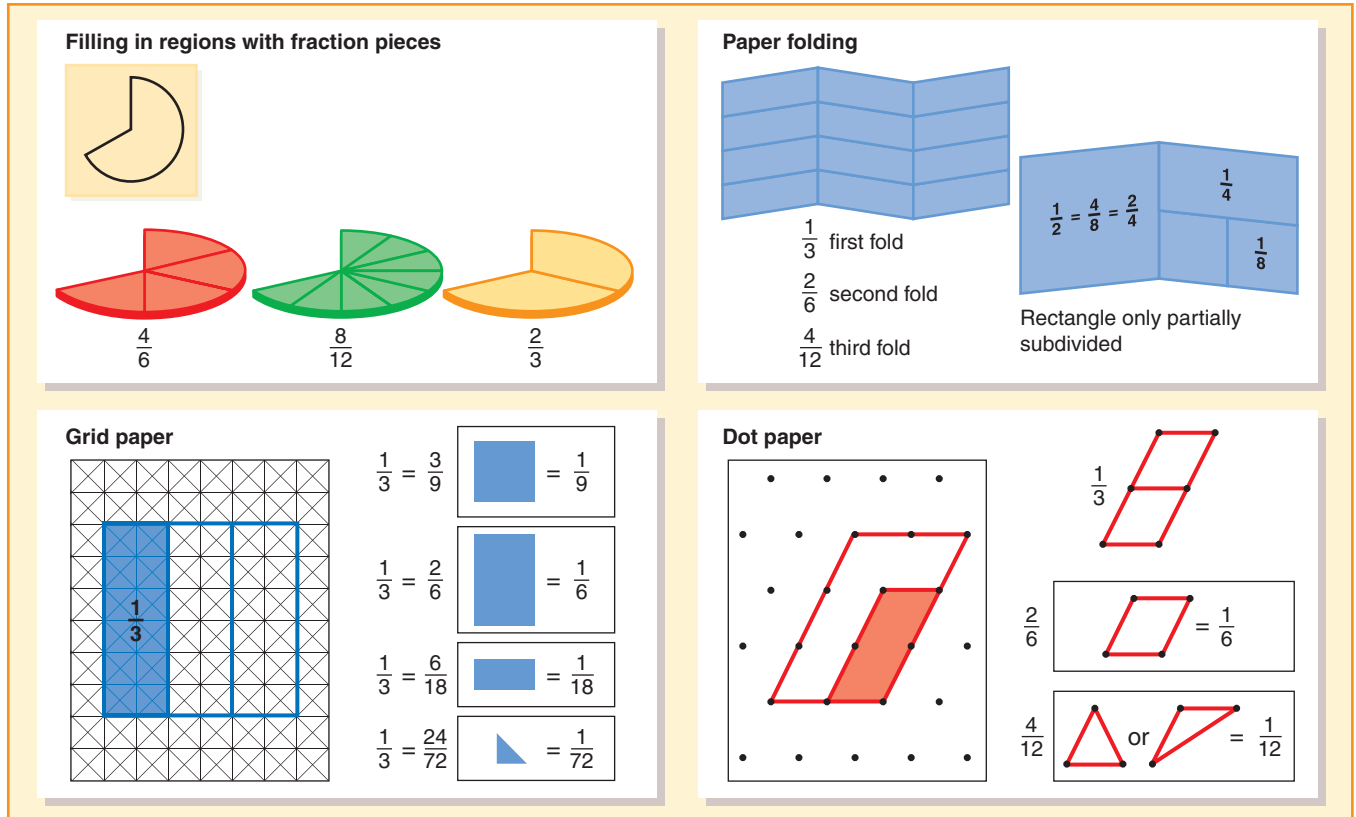 Filling in regions with fraction pieces
4/6
8/12
2/3
Paper folding
1/3 first fold
2/6 second fold
4/12 third fold
1/2 = 4/8 = 2/4
1/4
1/8
Rectangle only partially
subdivided
Grid paper
1/3
1/3 = 3/9 = 1/9
1/3 = 2/6 = 1/6
1/3 = 6/18 = 1/18
1/3 = 24/72 = 1/72
Dot paper
1/3
2/6 = 1/6
4/12 or = 1/12